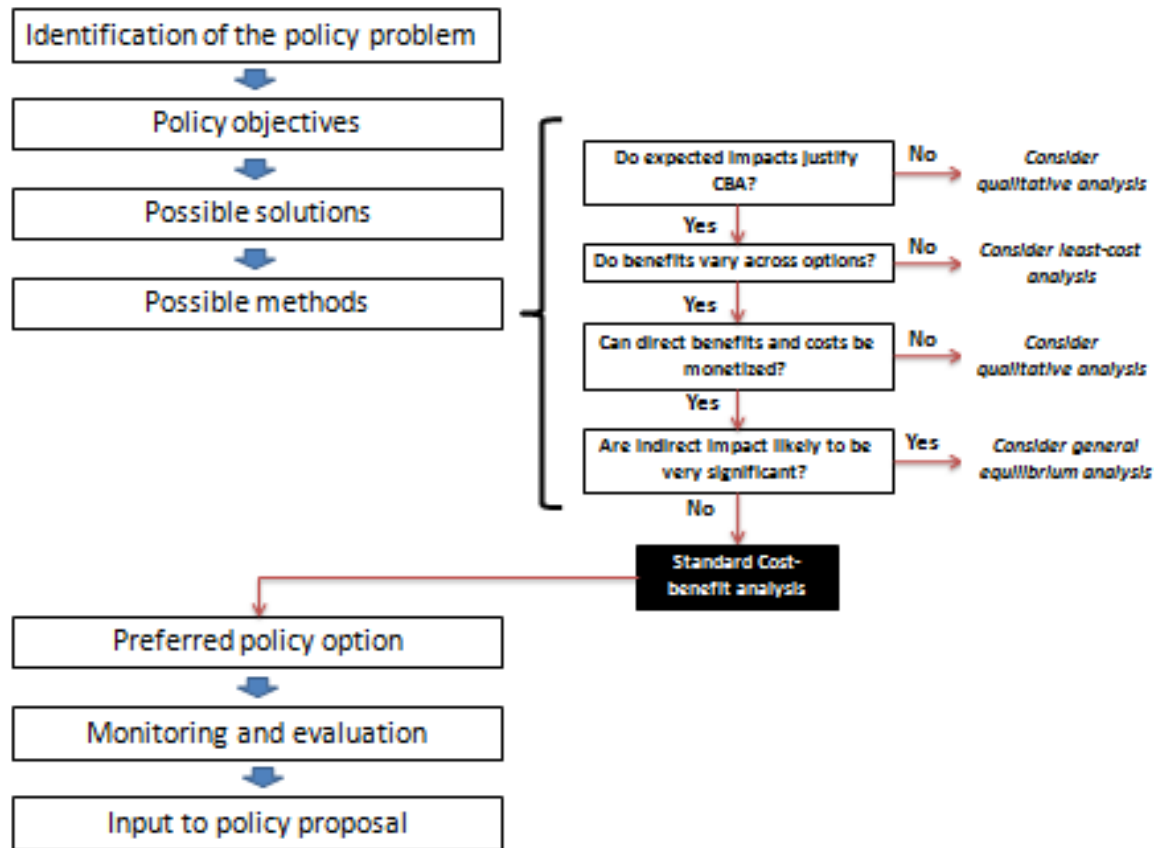 Identification of the policy problem
Policy objectives
Possible solutions
Possible methods
Do expected impacts justify
CBA?
No
Consider
qualitative analysis
Yes
Do benefits vary across options?
No
Consider least-cost
analysis
Yes
Can direct benefits and costs be
monetized?
No
Consider
qualitative analysis
Yes
Are indirect impact likely to be
very significant?
Yes
Consider general
equilibrium analysis
No
Standard Cost-
benefit analysis
Preferred policy option
Monitoring and evaluation
Input to policy proposal